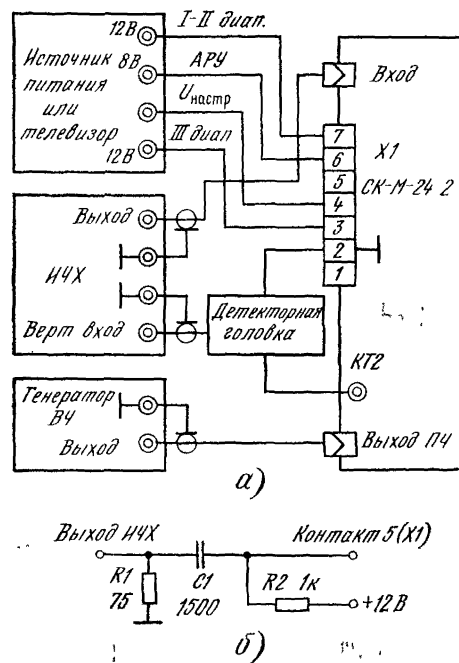 12В
I-II диап.
Источник
питания
или
телевизор
8В
АРУ
Uнастр
12В
III диап
Вход
7
6
5
4
3
2
1
X1
СК-М-24 2
Выход
ИЧХ
Верт вход
Детекторная
головка
КТ2
Генератор
ВЧ
Выход
Выход ПЧ
а)
Выход ИЧХ
Контакт 5(X1)
R1
75
C1
1500
R2 1к
+12В
б)